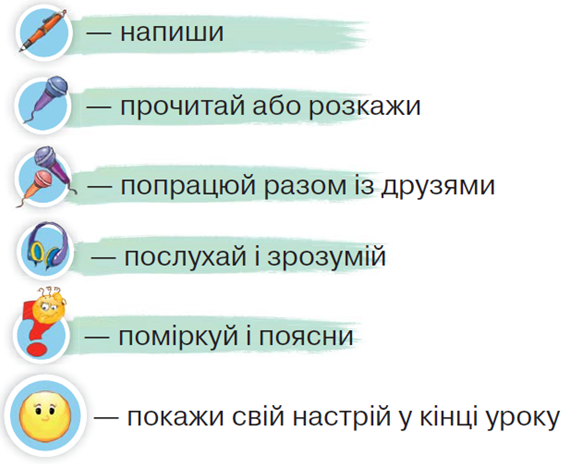 — напиши
— прочитай або розкажи
— попрацюй разом із друзями
— послухай і зрозумій
— поміркуй і поясни
— покажи свій настрій у кінці уроку